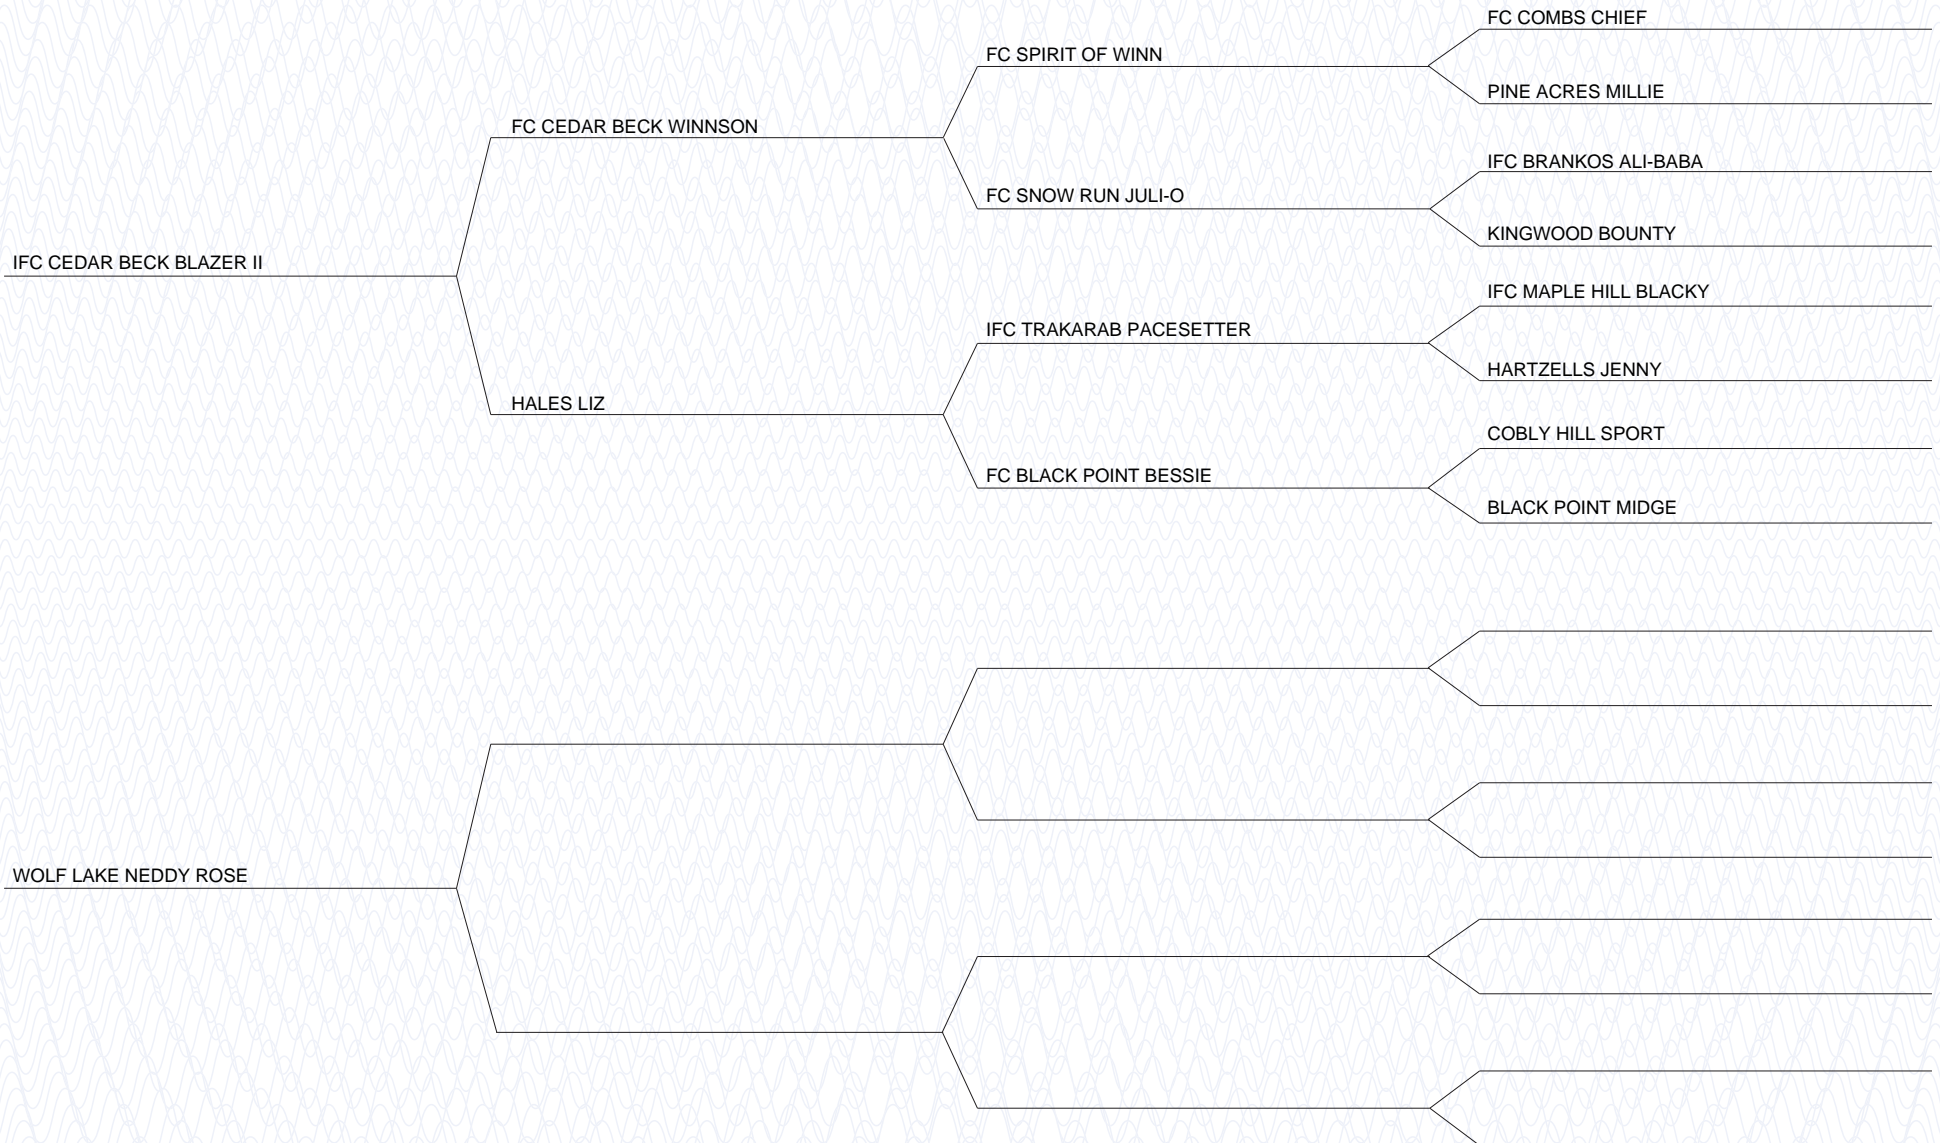 FC COMBS CHIEF
FC SPIRIT OF WINN
PINE ACRES MILLIE
FC CEDAR BECK WINNSON
IFC BRANKOS ALI-BABA
FC SNOW RUN JULI-O
KINGWOOD BOUNTY
IFC CEDAR BECK BLAZER II
IFC MAPLE HILL BLACKY
IFC TRAKARAB PACESETTER
HARTZELLS JENNY
HALES LIZ
COBLY HILL SPORT
FC BLACK POINT BESSIE
BLACK POINT MIDGE
WOLF LAKE NEDDY ROSE